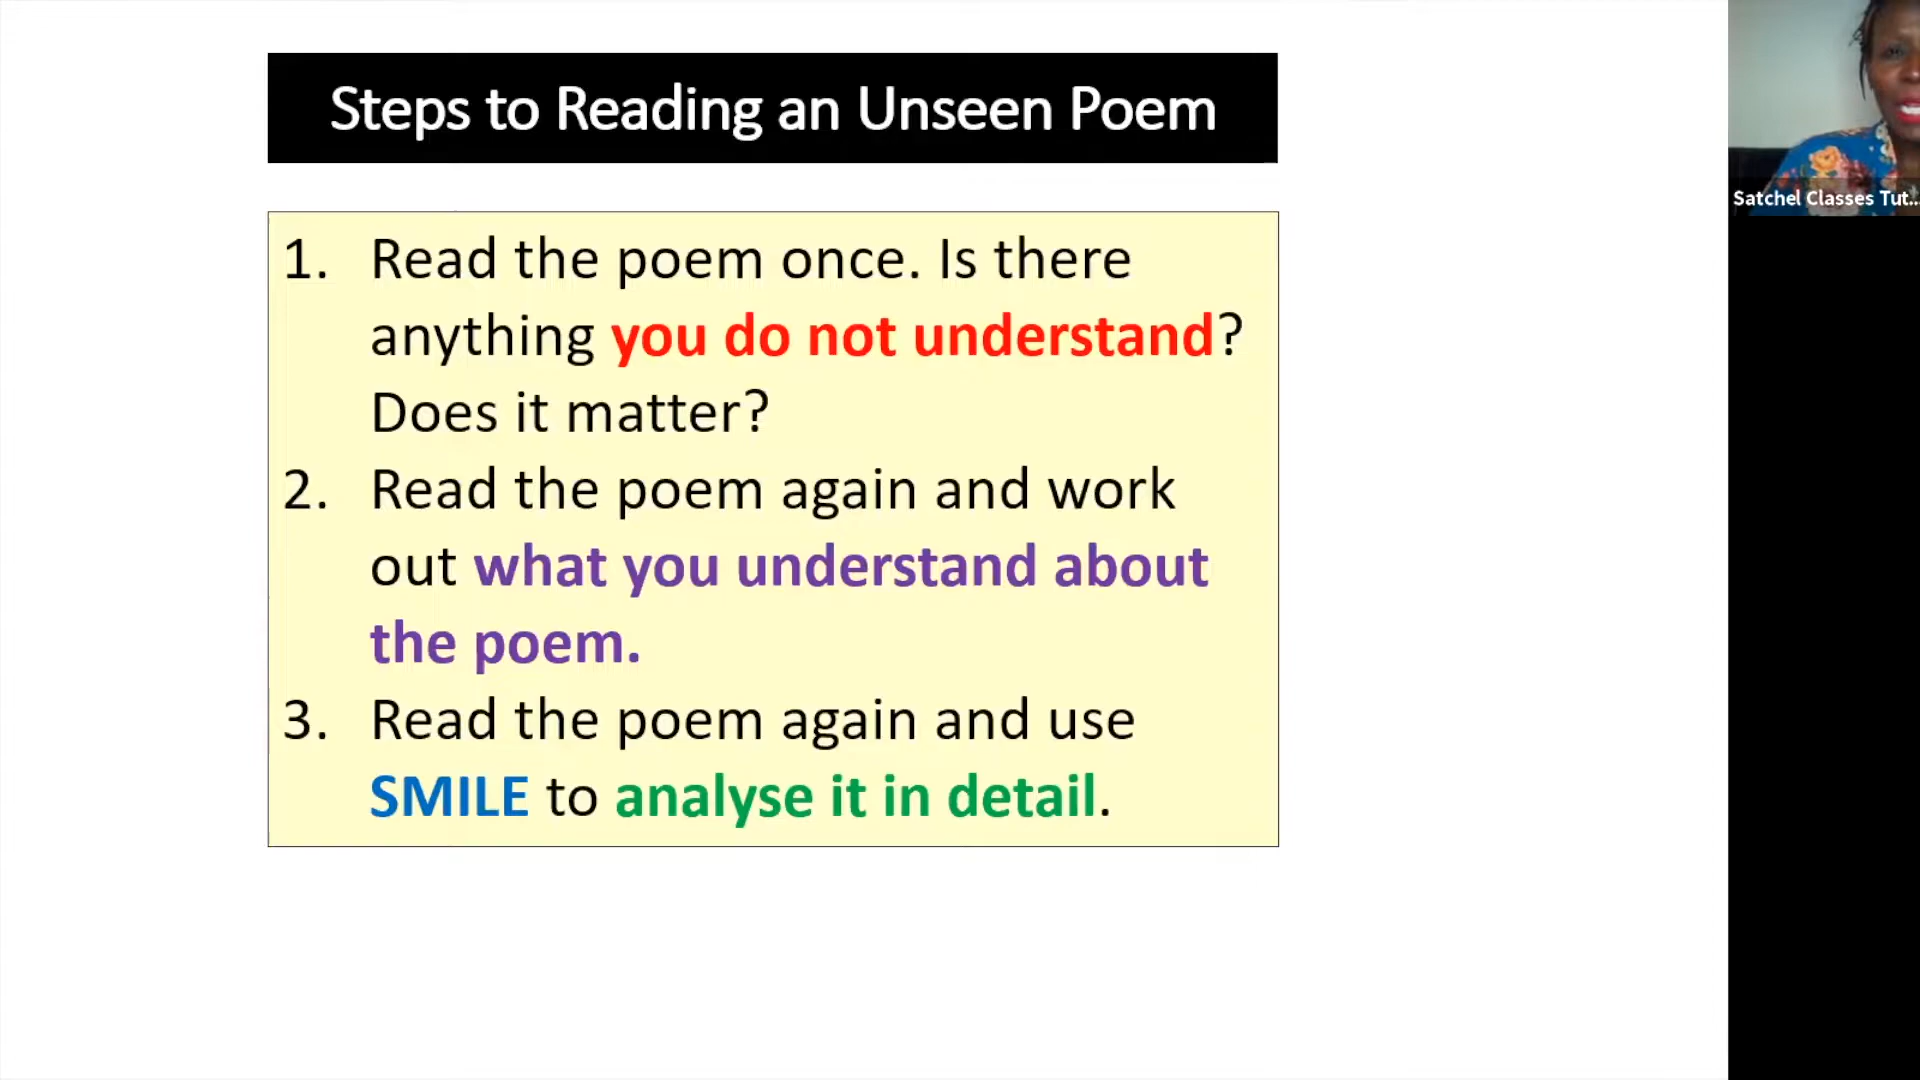 Steps to Reading an Unseen Poem
1. Read the poem once. Is there
anything you do not understand?
Does it matter?
2. Read the poem again and work
out what you understand about
the poem.
3. Read the poem again and use
SMILE to analyse it in detail.
Satchel Classes Tut...